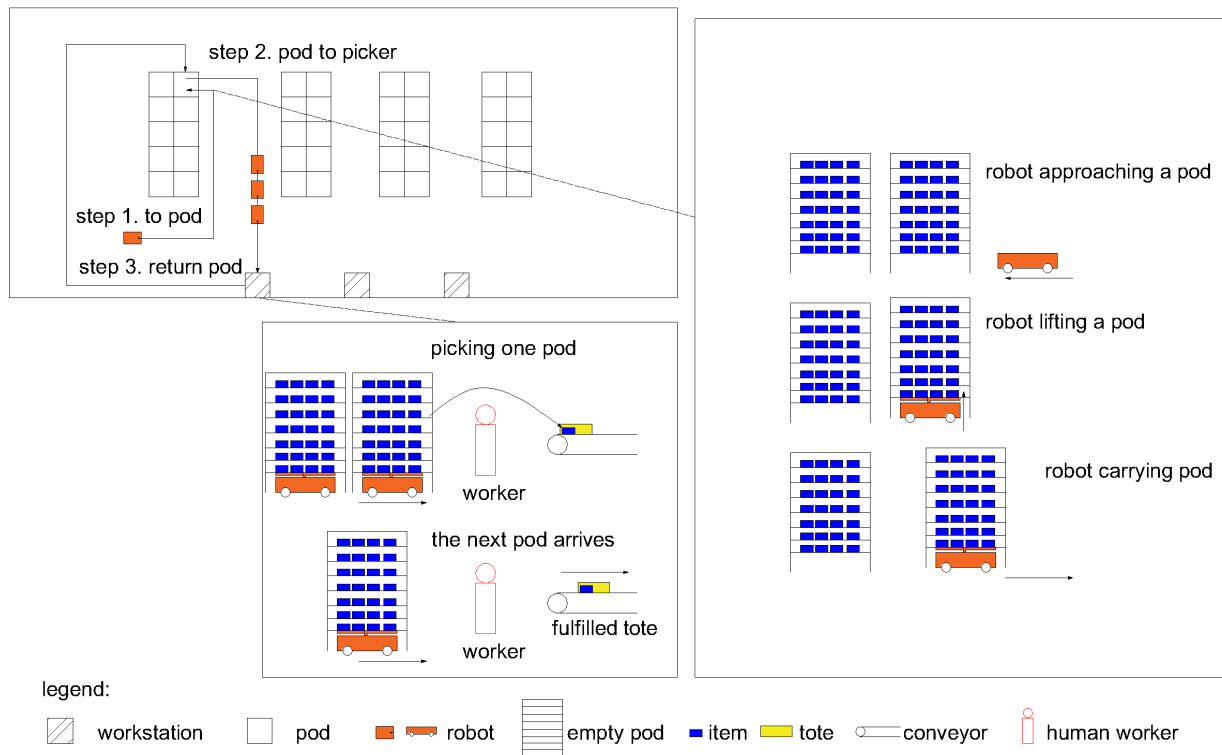 step 2. pod to picker
step 1. to pod
step 3. return pod
picking one pod
worker
the next pod arrives
worker
fulfilled tote
robot approaching a pod
robot lifting a pod
robot carrying pod
legend:
workstation
pod
robot
empty pod
item
tote
conveyor
human worker